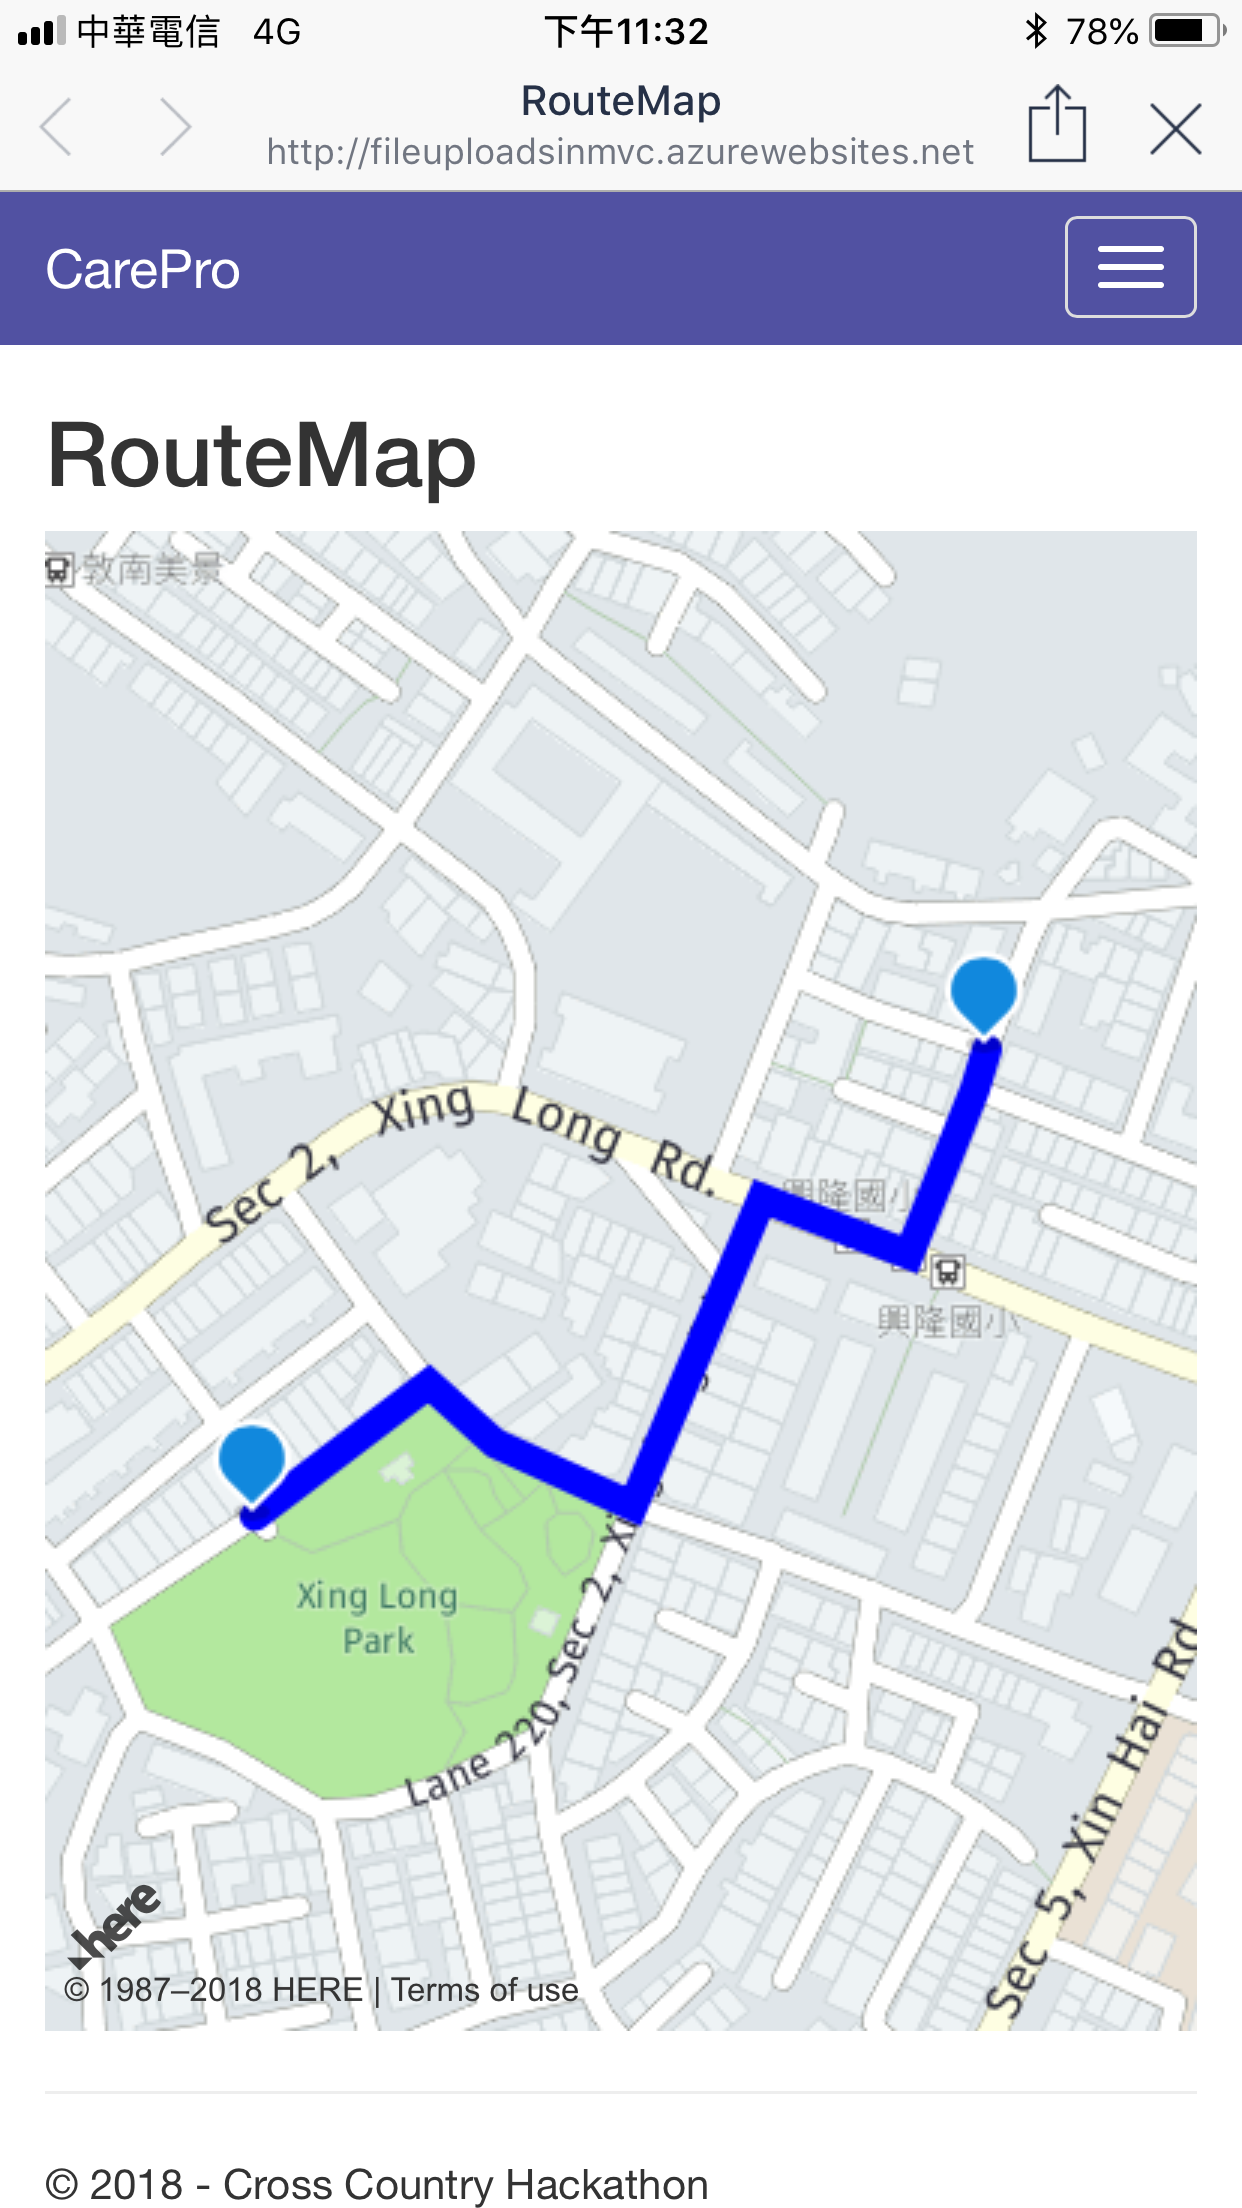 中華電信 4G 下午11:32 78%
RouteMap
http://fileuploadsinmvc.azurewebsites.net
CarePro
RouteMap
敦南美景
Sec 2, Xing Long Rd.
興隆國小
興隆國小
Xing Long
Park
Lane 220, Sec 2,
Sec 5, Xin Hai Rd
here
© 1987–2018 HERE | Terms of use
© 2018 - Cross Country Hackathon